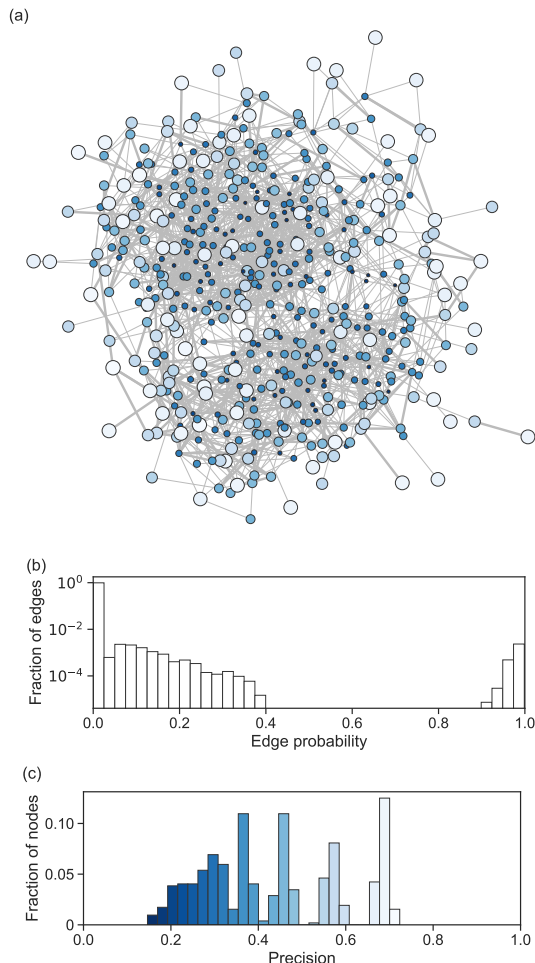 (a)
(b)
10⁰
10⁻²
10⁻⁴
Fraction of edges
0.0 0.2 0.4 0.6 0.8 1.0
Edge probability
(c)
0.10
0.05
0
Fraction of nodes
0.0 0.2 0.4 0.6 0.8 1.0
Precision